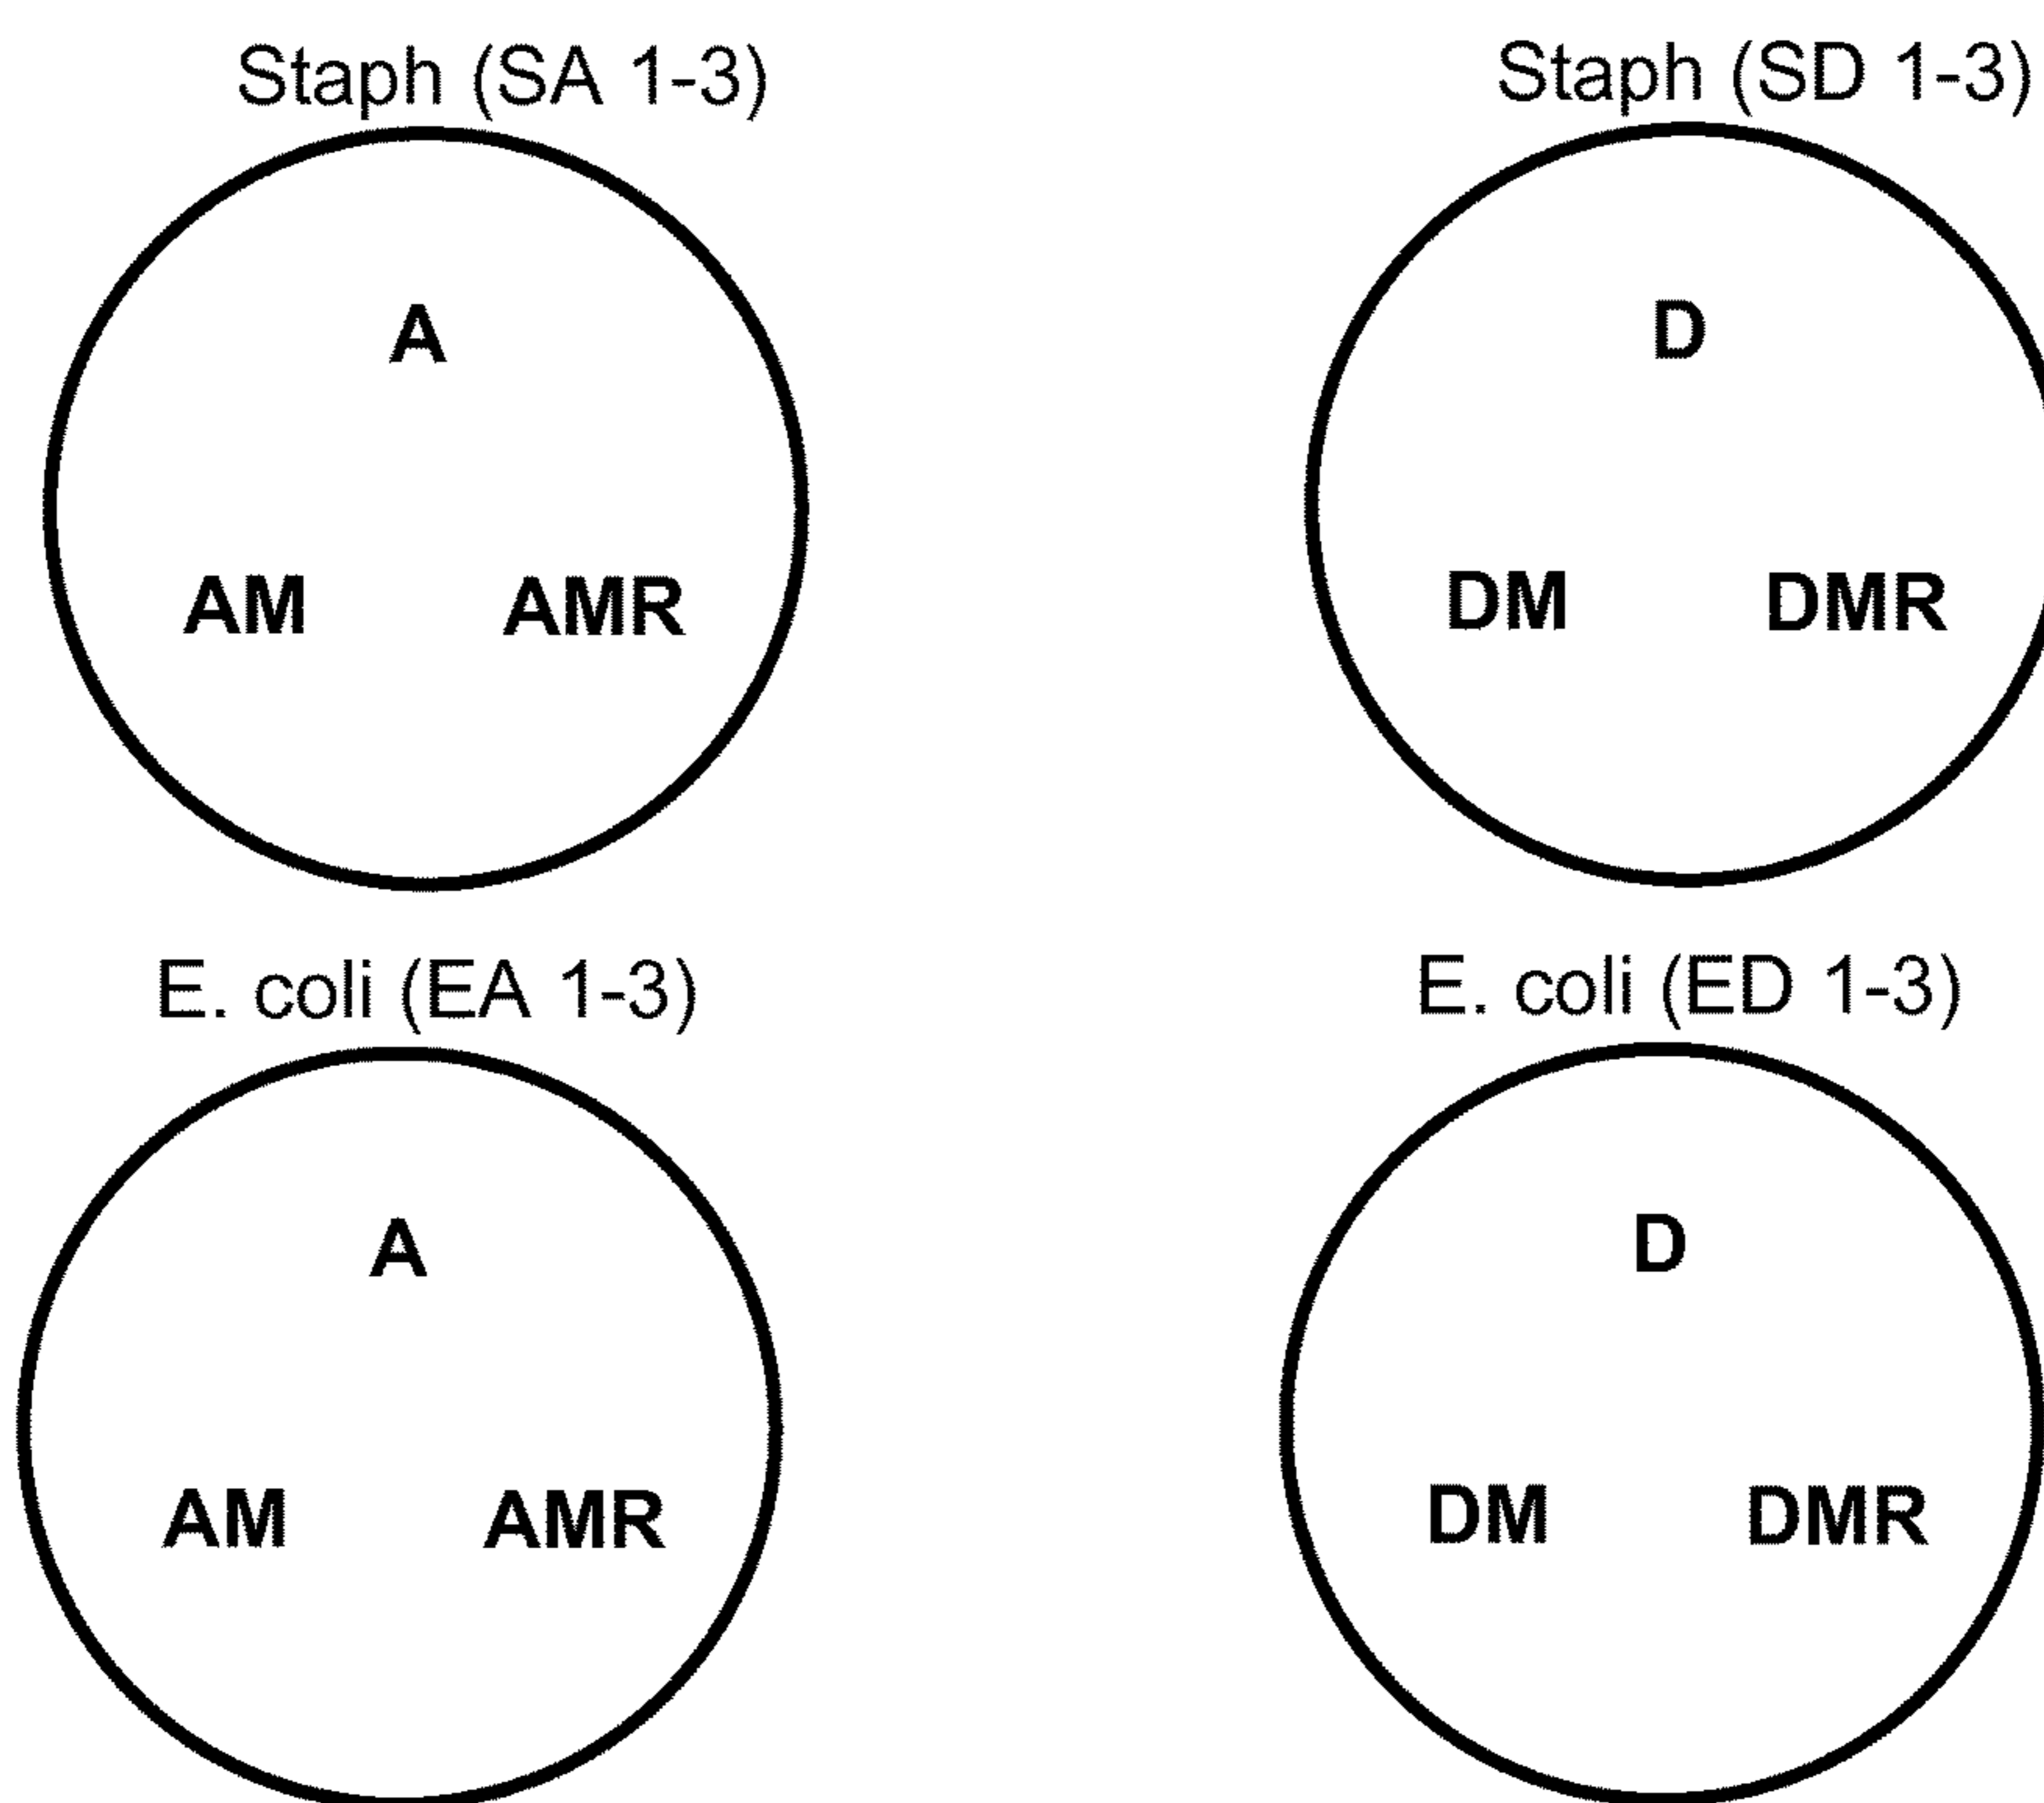 Staph (SA 1-3)
A
AM AMR
Staph (SD 1-3)
D
DM DMR
E. coli (EA 1-3)
A
AM AMR
E. coli (ED 1-3)
D
DM DMR